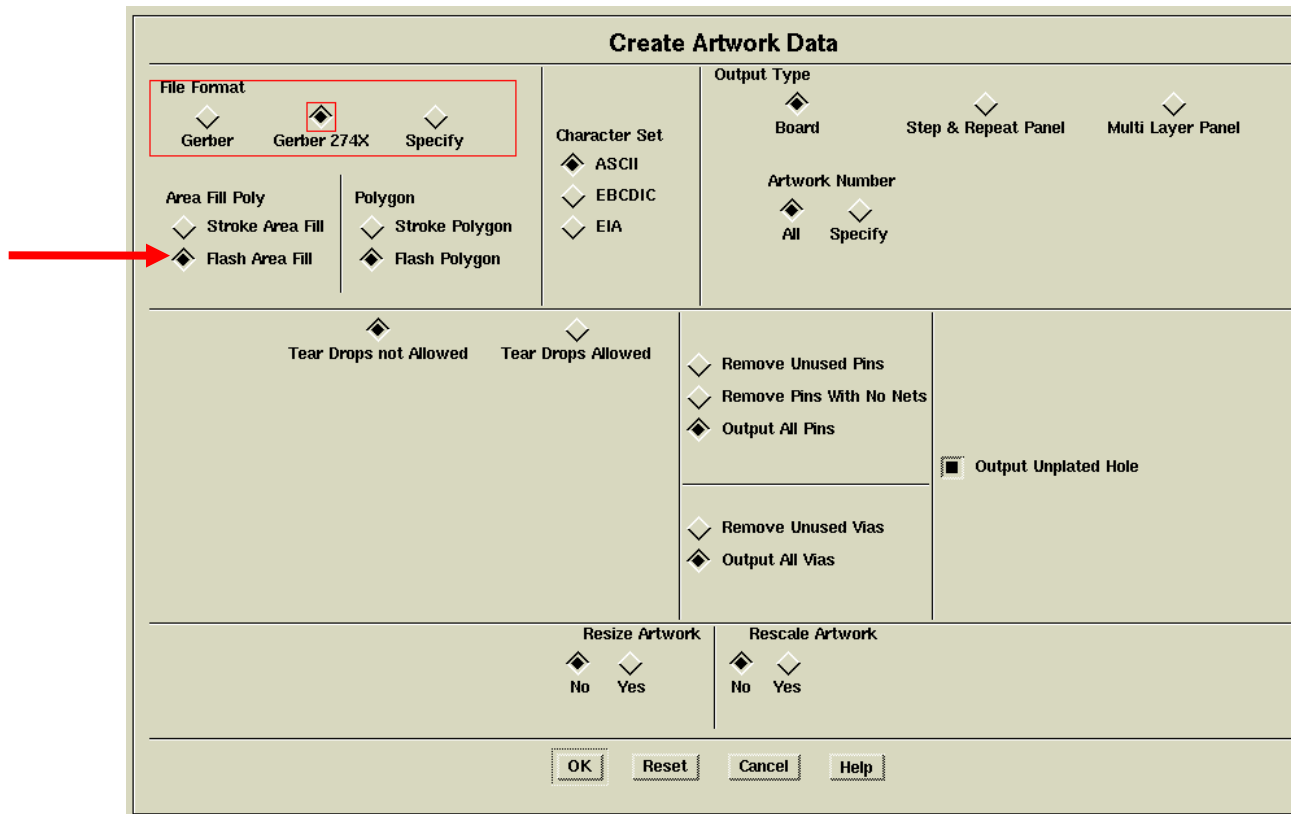 Create Artwork Data
File Format
Gerber Gerber 274X Specify
Area Fill Poly
Stroke Area Fill
Flash Area Fill
Polygon
Stroke Polygon
Flash Polygon
Character Set
ASCII
EBCDIC
EIA
Output Type
Board Step & Repeat Panel Multi Layer Panel
Artwork Number
All Specify
Tear Drops not Allowed Tear Drops Allowed
Remove Unused Pins
Remove Pins With No Nets
Output All Pins
Remove Unused Vias
Output All Vias
Output Unplated Hole
Resize Artwork
No Yes
Rescale Artwork
No Yes
OK Reset Cancel Help